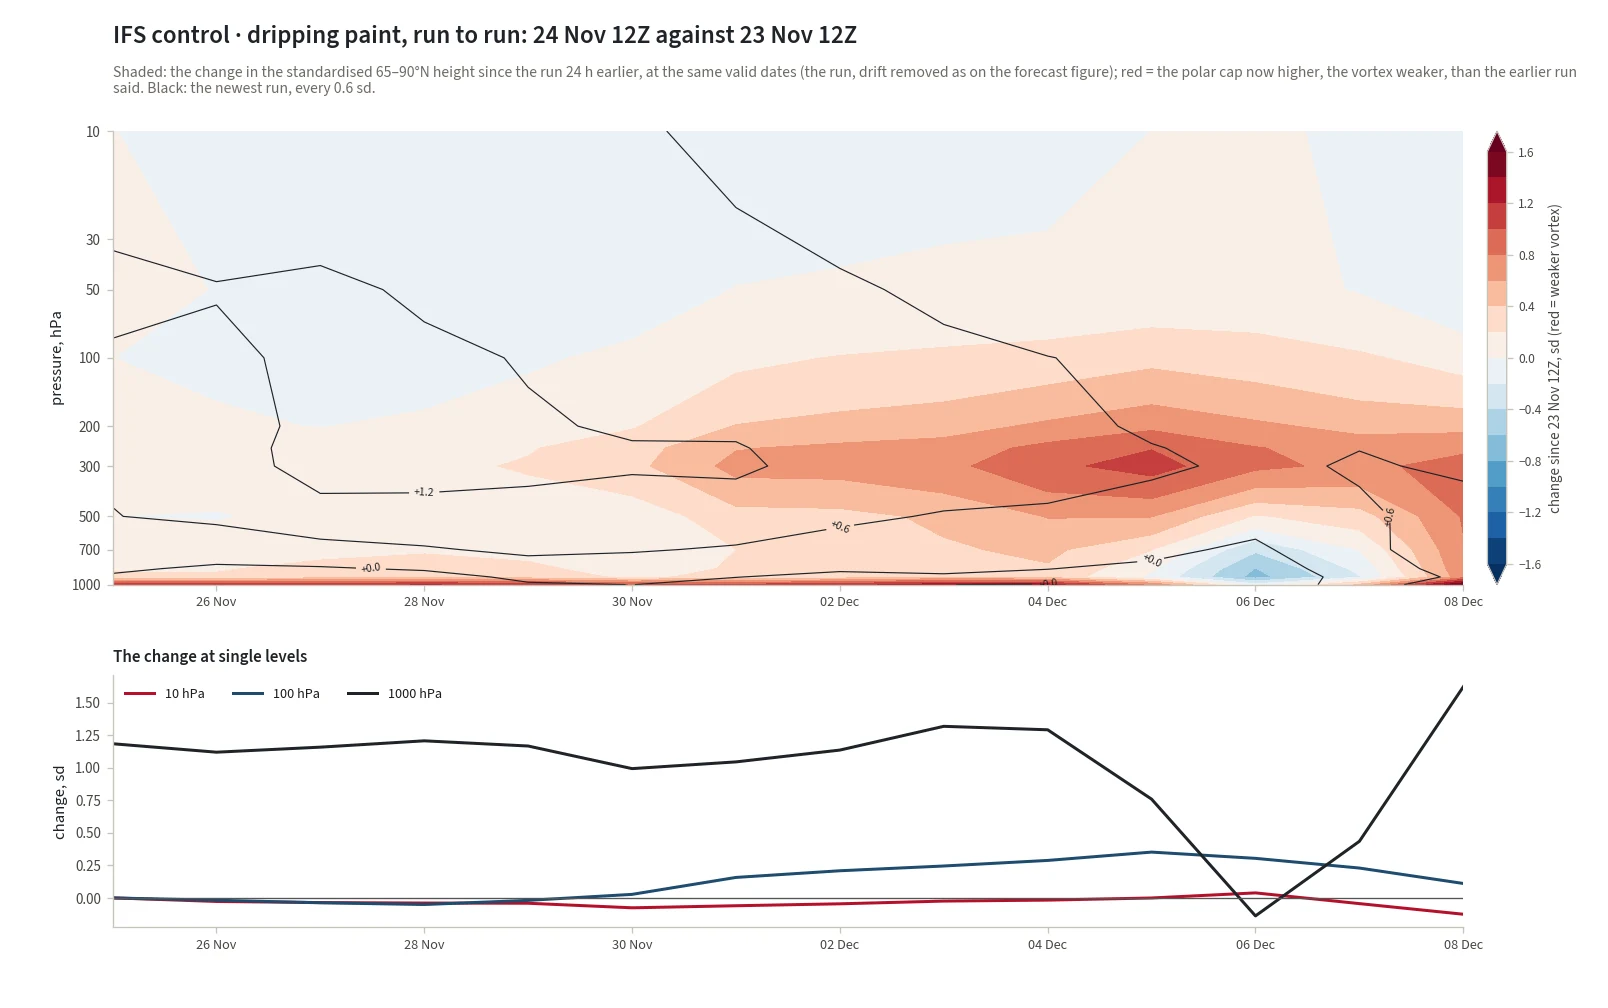 IFS control · dripping paint, run to run: 24 Nov 12Z against 23 Nov 12Z
Shaded: the change in the standardised 65–90°N height since the run 24 h earlier, at the same valid dates (the run, drift removed as on the forecast figure); red = the polar cap now higher, the vortex weaker, than the earlier run
said. Black: the newest run, every 0.6 sd.
pressure, hPa
10
30
50
100
200
300
500
700
1000
+1.2
+0.6
+0.6
+0.0
+0.0
+0.0
26 Nov
28 Nov
30 Nov
02 Dec
04 Dec
06 Dec
08 Dec
1.6
1.2
0.8
0.4
0.0
−0.4
−0.8
−1.2
−1.6
change since 23 Nov 12Z, sd (red = weaker vortex)
The change at single levels
10 hPa
100 hPa
1000 hPa
change, sd
1.50
1.25
1.00
0.75
0.50
0.25
0.00
26 Nov
28 Nov
30 Nov
02 Dec
04 Dec
06 Dec
08 Dec